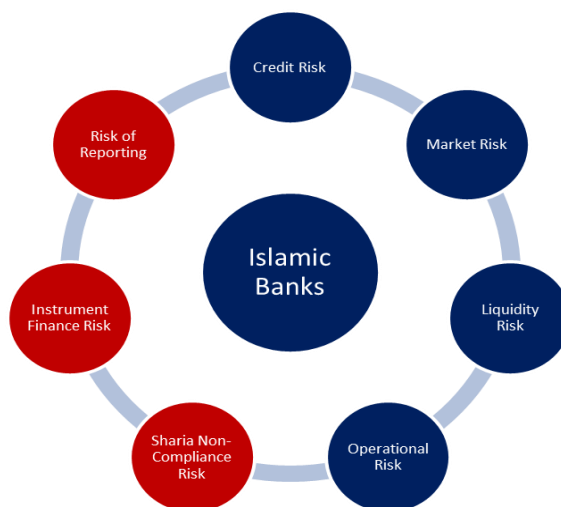 Credit Risk
Market Risk
Liquidity
Risk
Operational
Risk
Sharia Non-
Compliance
Risk
Instrument
Finance Risk
Risk of
Reporting
Islamic
Banks